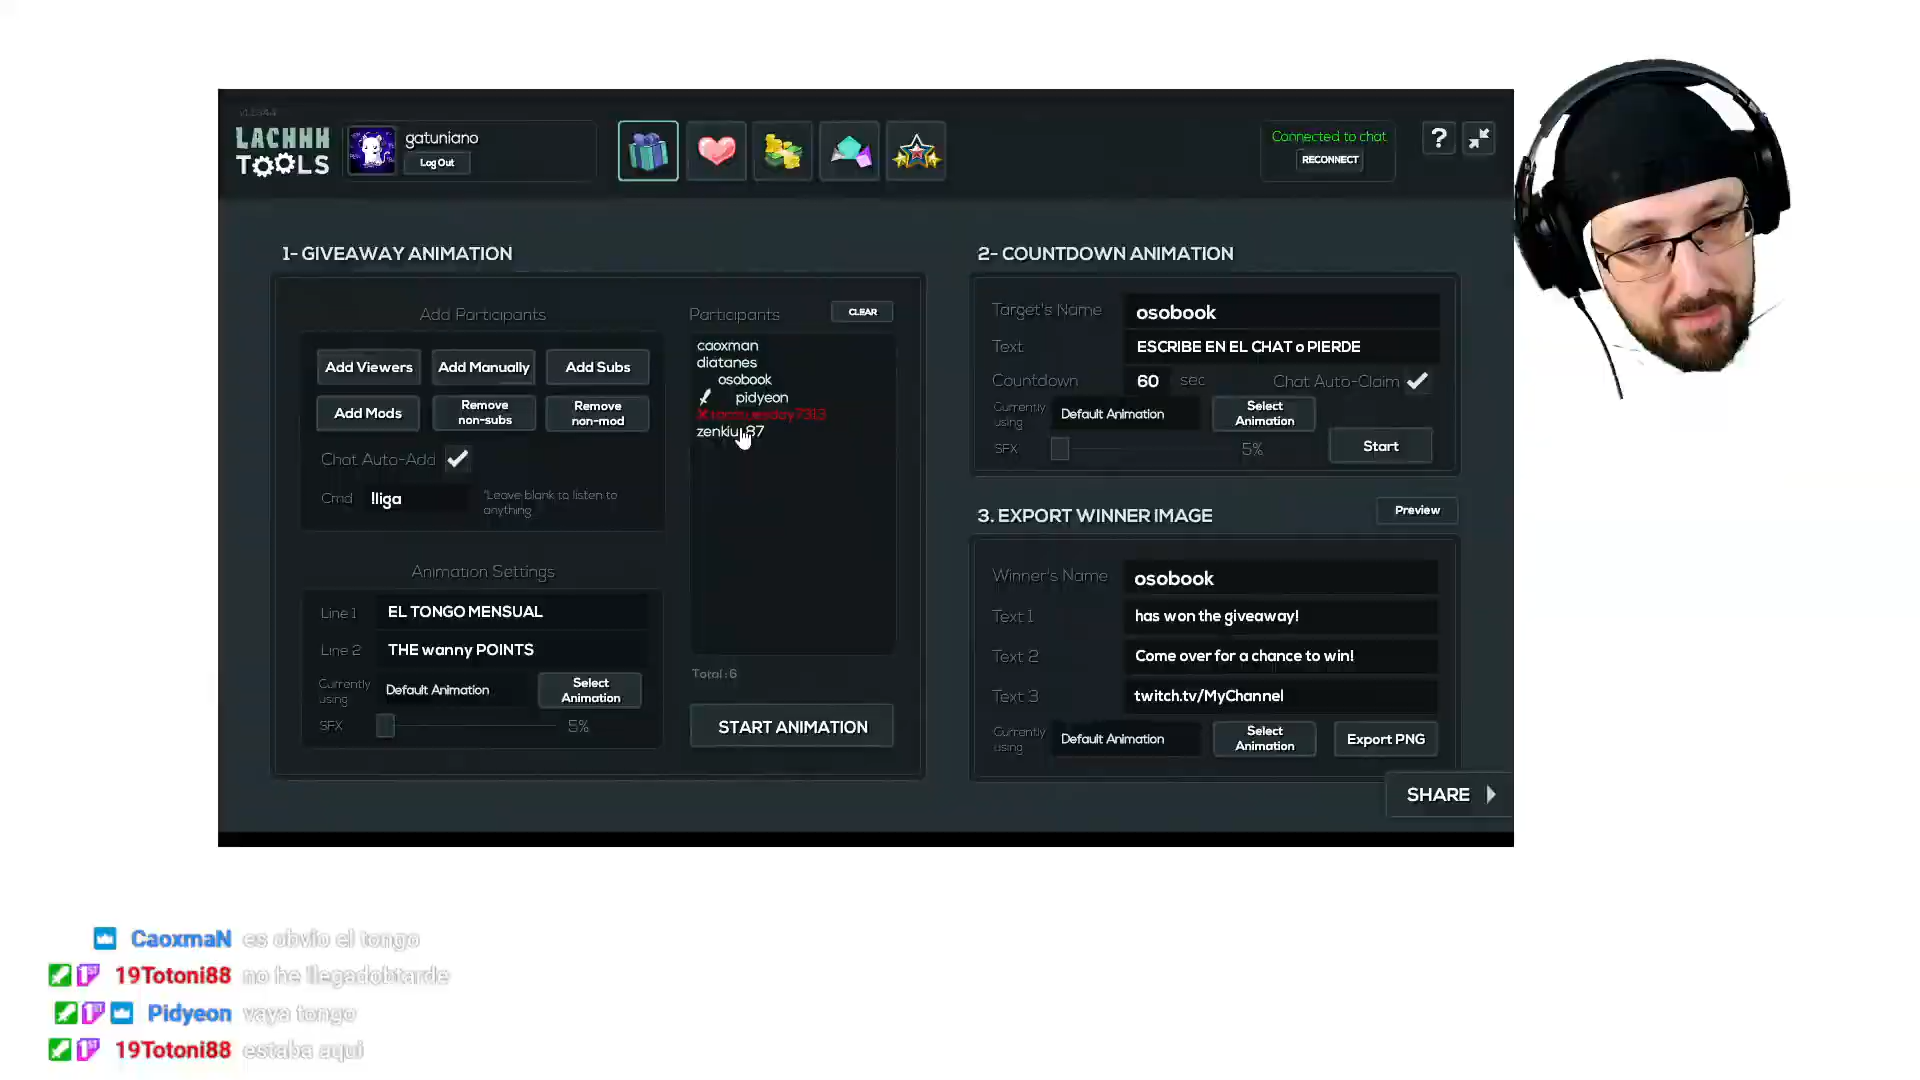 LACHHH
TOOLS
gatuniano
Log Out
Connected to chat
RECONNECT
?
1- GIVEAWAY ANIMATION
Add Participants
Add Viewers
Add Manually
Add Subs
Add Mods
Remove non-subs
Remove non-mod
Chat Auto-Add
Cmd !liga
*Leave blank to listen to
anything
Participants
CLEAR
caoxman
diatanes
osobook
pidyeon
Total : 6
START ANIMATION
Animation Settings
Line 1 EL TONGO MENSUAL
Line 2 THE wanny POINTS
Currently using Default Animation
Select Animation
SFX 5%
2- COUNTDOWN ANIMATION
Target's Name osobook
Text ESCRIBE EN EL CHAT o PIERDE
Countdown 60 sec Chat Auto-Claim
Currently using Default Animation
Select Animation
SFX 5%
Start
3. EXPORT WINNER IMAGE
Preview
Winner's Name osobook
Text 1 has won the giveaway!
Text 2 Come over for a chance to win!
Text 3 twitch.tv/MyChannel
Currently using Default Animation
Select Animation
Export PNG
SHARE
CaoxmaN es obvio el tongo
19Totoni88 no he llegadobtarde
Pidyeon vaya tongo
19Totoni88 estaba aqui